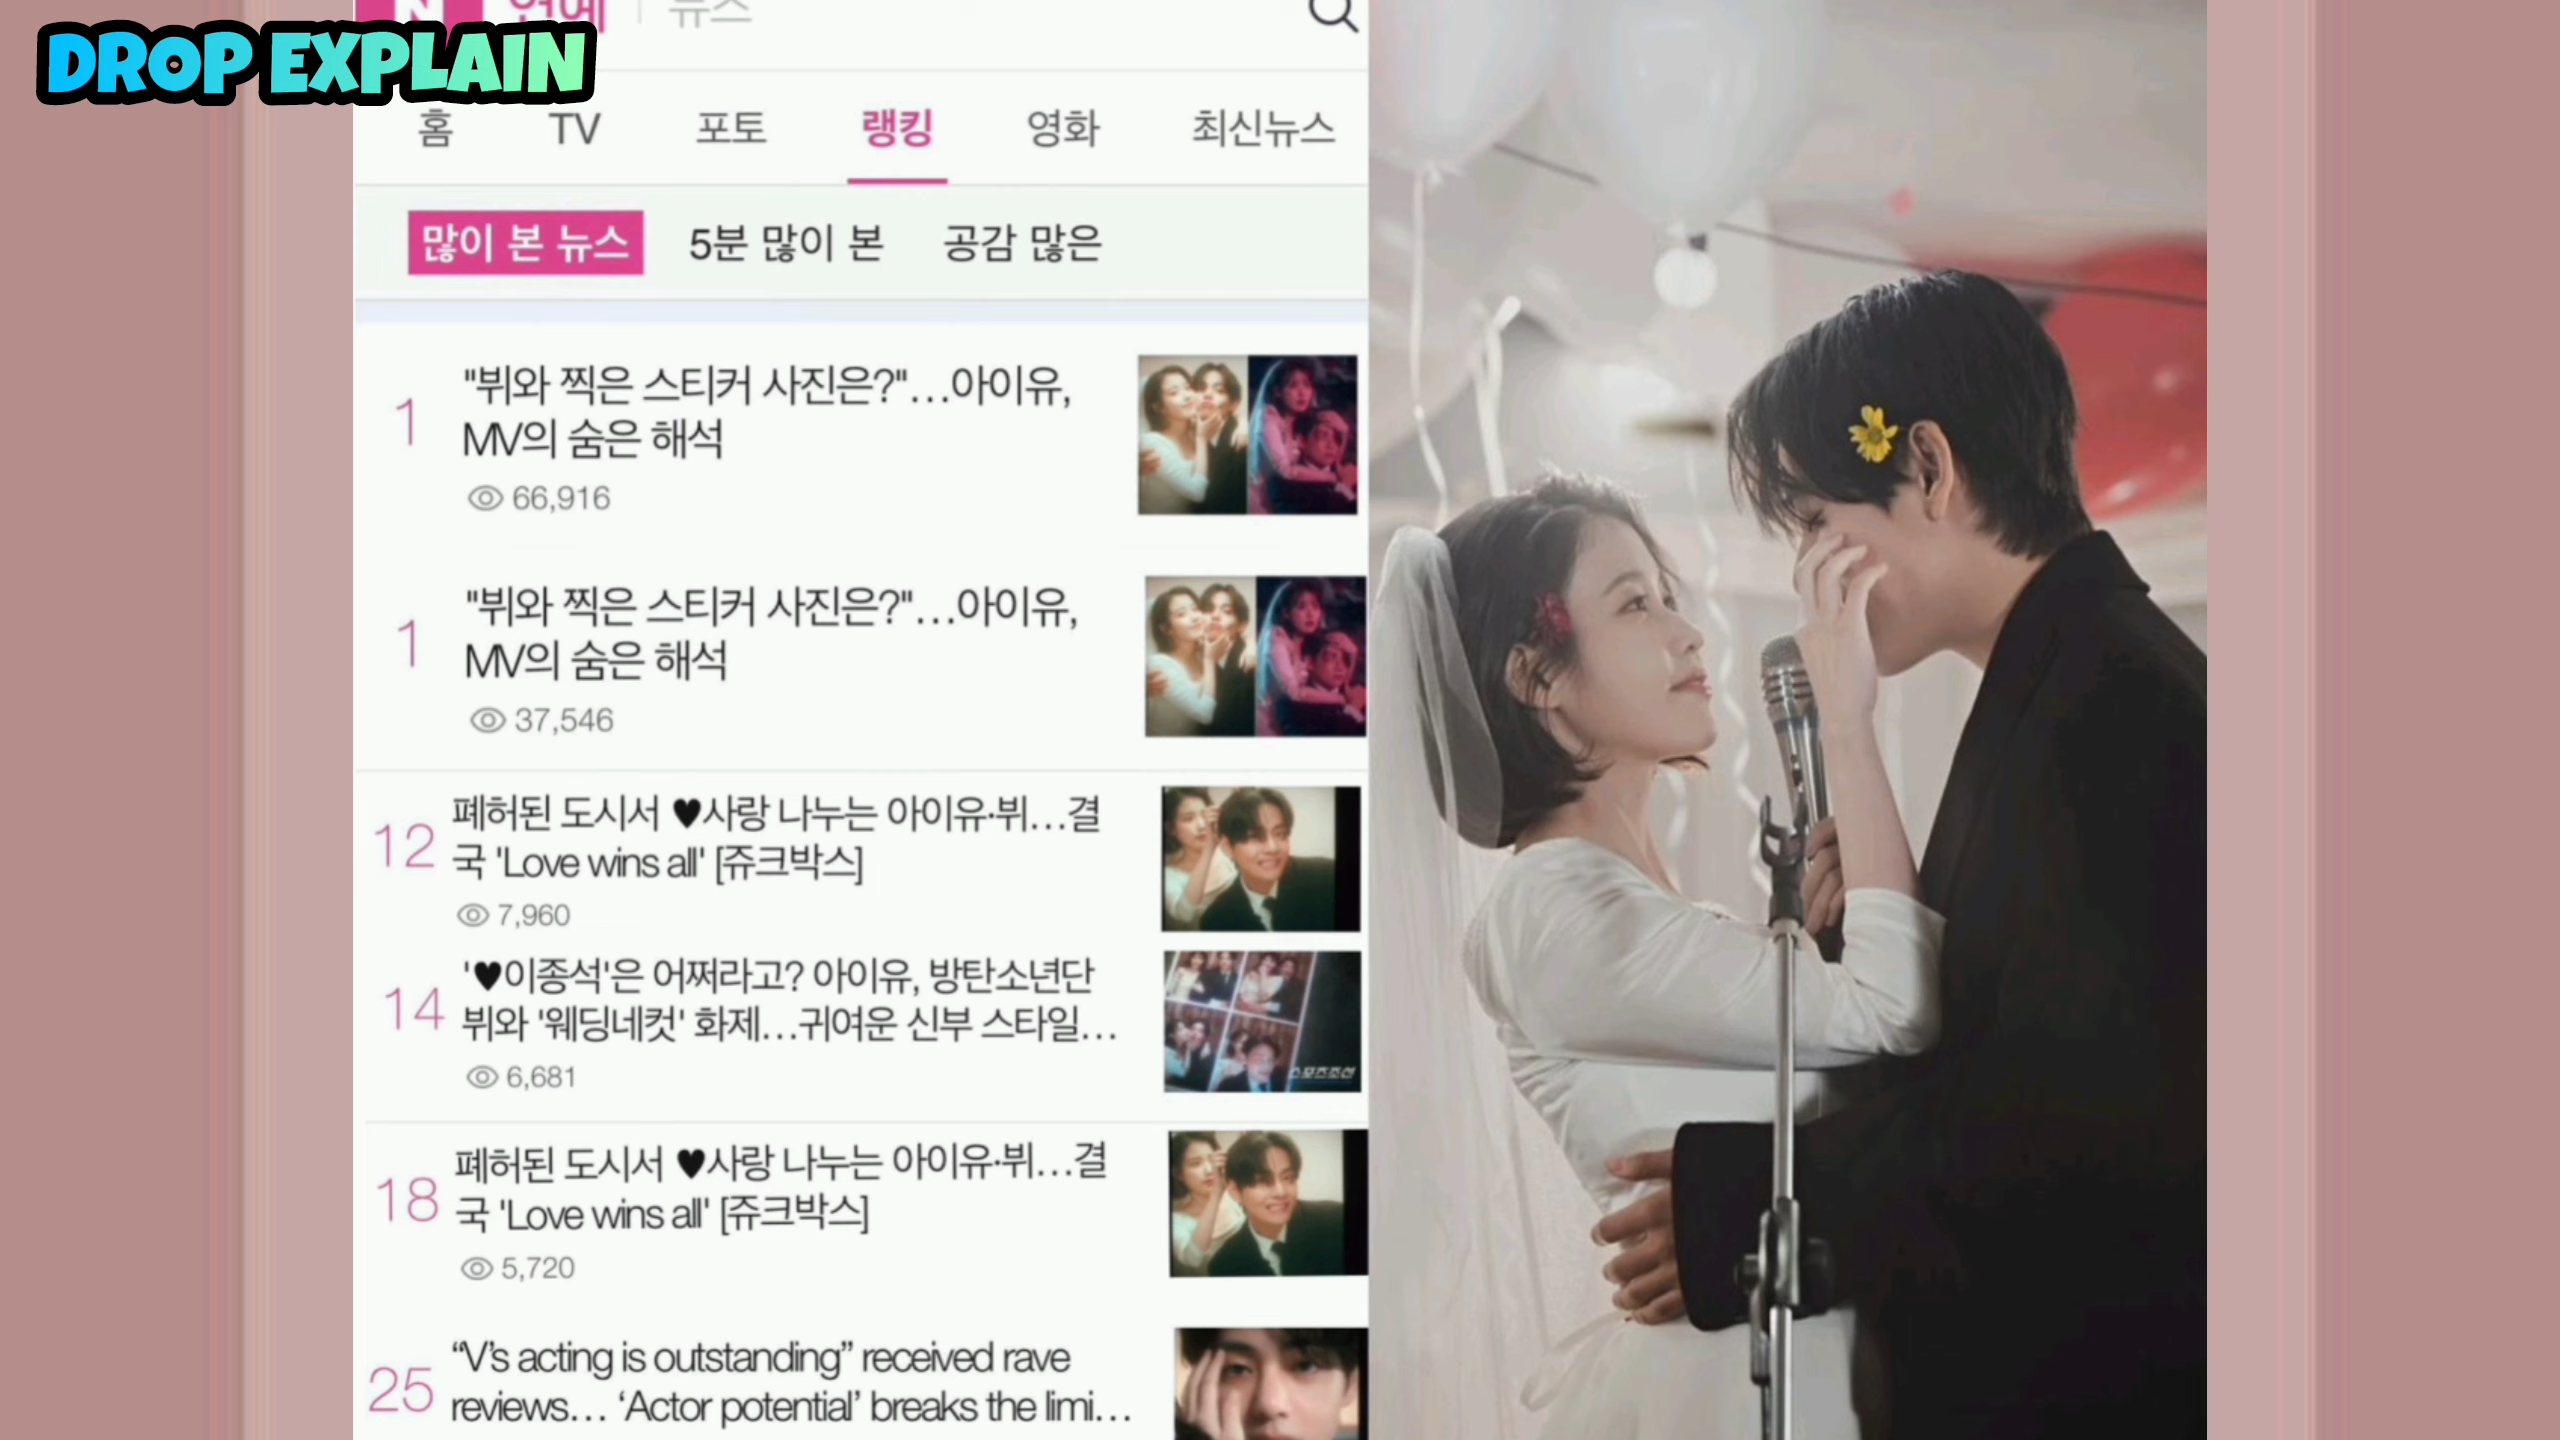 N 연예 뉴스
DROP EXPLAIN
홈 TV 포토 랭킹 영화 최신뉴스
많이 본 뉴스 5분 많이 본 공감 많은
1
"뷔와 찍은 스티커 사진은?"…아이유,
MV의 숨은 해석
66,916
1
"뷔와 찍은 스티커 사진은?"…아이유,
MV의 숨은 해석
37,546
12
폐허된 도시서 ♥사랑 나누는 아이유·뷔…결
국 'Love wins all' [쥬크박스]
7,960
14
'♥이종석'은 어쩌라고? 아이유, 방탄소년단
뷔와 '웨딩네컷' 화제…귀여운 신부 스타일…
6,681
스포츠조선
18
폐허된 도시서 ♥사랑 나누는 아이유·뷔…결
국 'Love wins all' [쥬크박스]
5,720
25
“V’s acting is outstanding” received rave
reviews… ‘Actor potential’ breaks the limi…